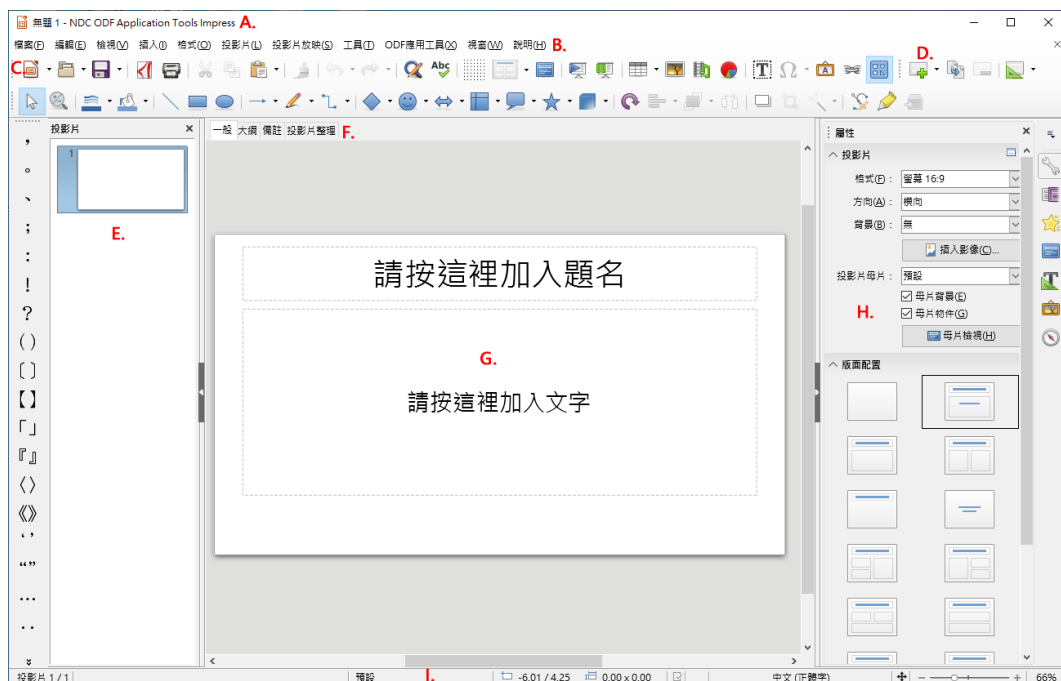 無題 1 - NDC ODF Application Tools Impress A.
檔案(F) 編輯(E) 檢視(V) 插入(I) 格式(O) 投影片(L) 投影片放映(S) 工具(T) ODF應用工具(X) 視窗(W) 說明(H) B.
C. D.
Abc
投影片
一般 大綱 備註 投影片整理 F.
1
E.
,
。
、
;
:
!
?
( )
〔 〕
【 】
「 」
『 』
〈 〉
《 》
‘ ’
“ ”
...
. .
請按這裡加入題名
G.
請按這裡加入文字
屬性
投影片
格式(F)： 螢幕 16:9
方向(A)： 橫向
背景(B)： 無
插入影像(C)...
投影片母片： 預設
母片背景(E)
H.
母片物件(G)
母片檢視(H)
版面配置
投影片 1 / 1 預設 I. -6.01 / 4.25 0.00 x 0.00 中文 (正體字) 66%